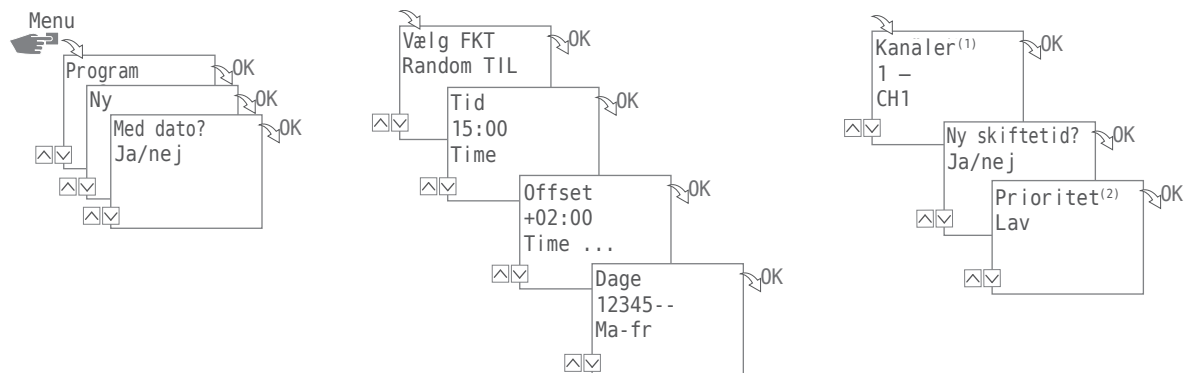 Menu
Program
OK
Ny
OK
Med dato?
Ja/nej
OK
Vælg FKT
Random TIL
OK
Tid
15:00
Time
OK
Offset
+02:00
Time ...
OK
Dage
12345--
Ma-fr
OK
Kanäler(1)
1 –
CH1
OK
Ny skiftetid?
Ja/nej
OK
Prioritet(2)
Lav
OK